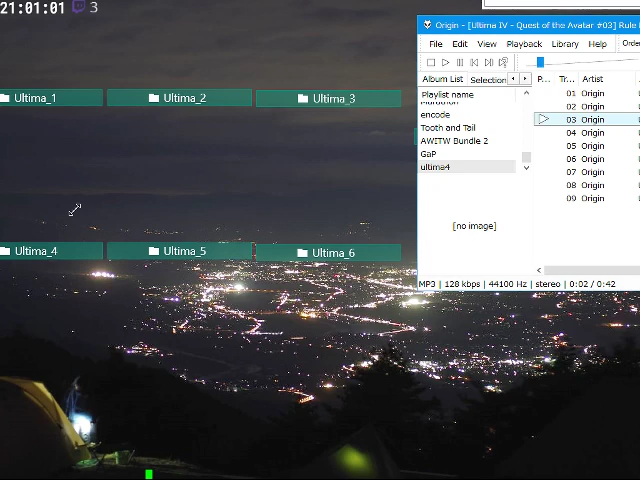 21:01:01 3
Origin - [Ultima IV - Quest of the Avatar #03] Rule
File Edit View Playback Library Help Orde
Album List Selection
P... Tr... Artist
Playlist name
Marathon
encode
Tooth and Tail
AWITW Bundle 2
GaP
ultima4
01 Origin
02 Origin
03 Origin
04 Origin
05 Origin
06 Origin
07 Origin
08 Origin
09 Origin
[no image]
MP3 | 128 kbps | 44100 Hz | stereo | 0:02 / 0:42
Ultima_1
Ultima_2
Ultima_3
Ultima_4
Ultima_5
Ultima_6